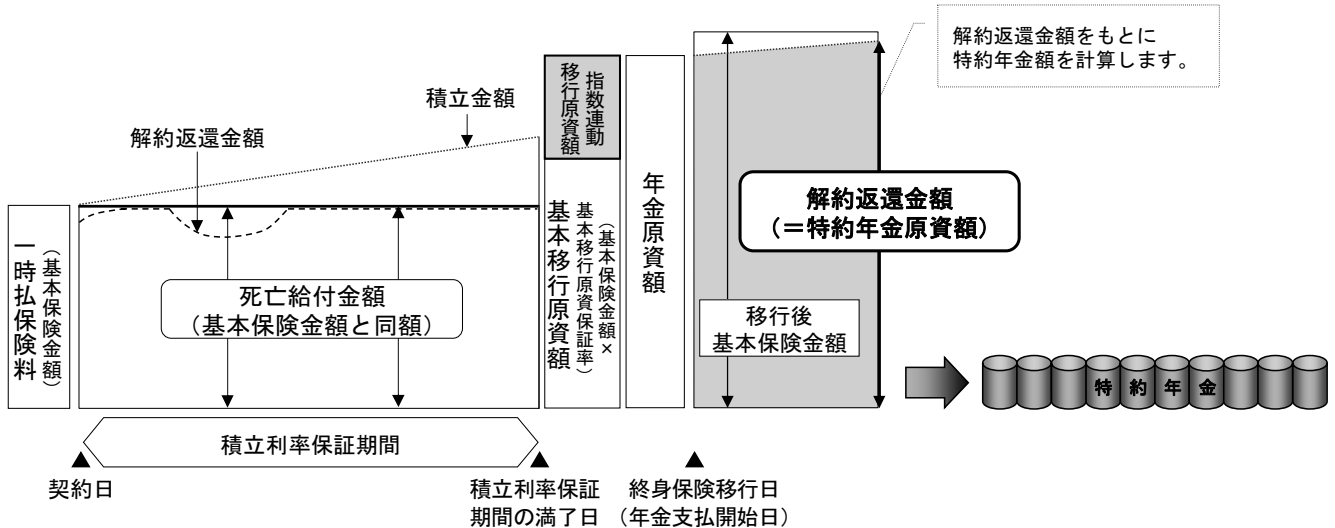 解約返還金額をもとに
特約年金額を計算します。
積立金額
解約返還金額
一時払保険料
(基本保険金額)
死亡給付金額
(基本保険金額と同額)
指数連動
移行原資額
基本移行原資額
(基本保険金額×
基本移行原資保証率)
年金原資額
解約返還金額
(=特約年金原資額)
移行後
基本保険金額
特約年金
積立利率保証期間
契約日
積立利率保証
期間の満了日
終身保険移行日
(年金支払開始日)